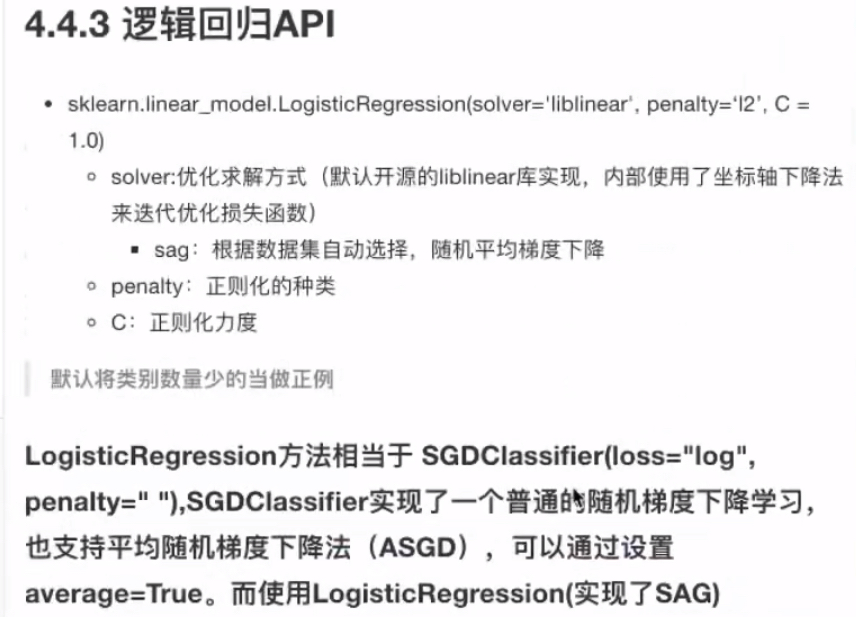 4.4.3 逻辑回归API
• sklearn.linear_model.LogisticRegression(solver='liblinear', penalty=‘l2’, C =
1.0)
◦ solver:优化求解方式（默认开源的liblinear库实现，内部使用了坐标轴下降法
来迭代优化损失函数）
▪ sag：根据数据集自动选择，随机平均梯度下降
◦ penalty：正则化的种类
◦ C：正则化力度
默认将类别数量少的当做正例
LogisticRegression方法相当于 SGDClassifier(loss="log",
penalty=" "),SGDClassifier实现了一个普通的随机梯度下降学习，
也支持平均随机梯度下降法（ASGD），可以通过设置
average=True。而使用LogisticRegression(实现了SAG)